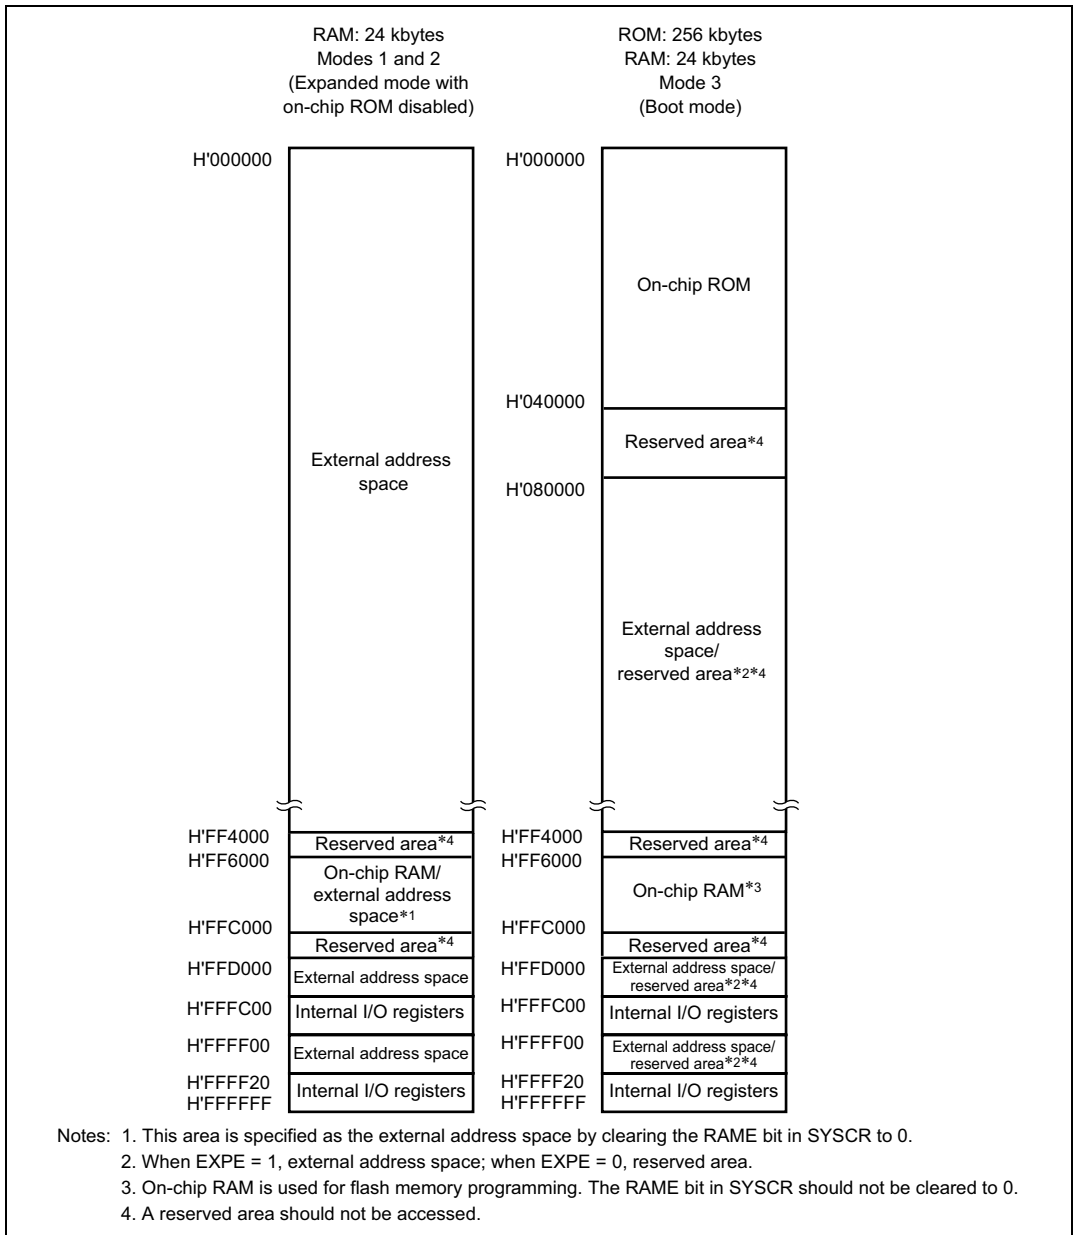 RAM: 24 kbytes
Modes 1 and 2
(Expanded mode with
on-chip ROM disabled)
H'000000
External address
space
H'FF4000
Reserved area*4
H'FF6000
On-chip RAM/
external address
space*1
H'FFC000
Reserved area*4
H'FFD000
External address space
H'FFFC00
Internal I/O registers
H'FFFF00
External address space
H'FFFF20
Internal I/O registers
H'FFFFFF
ROM: 256 kbytes
RAM: 24 kbytes
Mode 3
(Boot mode)
H'000000
On-chip ROM
H'040000
Reserved area*4
H'080000
External address
space/
reserved area*2*4
H'FF4000
Reserved area*4
H'FF6000
On-chip RAM*3
H'FFC000
Reserved area*4
H'FFD000
External address space/
reserved area*2*4
H'FFFC00
Internal I/O registers
H'FFFF00
External address space/
reserved area*2*4
H'FFFF20
Internal I/O registers
H'FFFFFF
Notes: 1. This area is specified as the external address space by clearing the RAME bit in SYSCR to 0.
2. When EXPE = 1, external address space; when EXPE = 0, reserved area.
3. On-chip RAM is used for flash memory programming. The RAME bit in SYSCR should not be cleared to 0.
4. A reserved area should not be accessed.